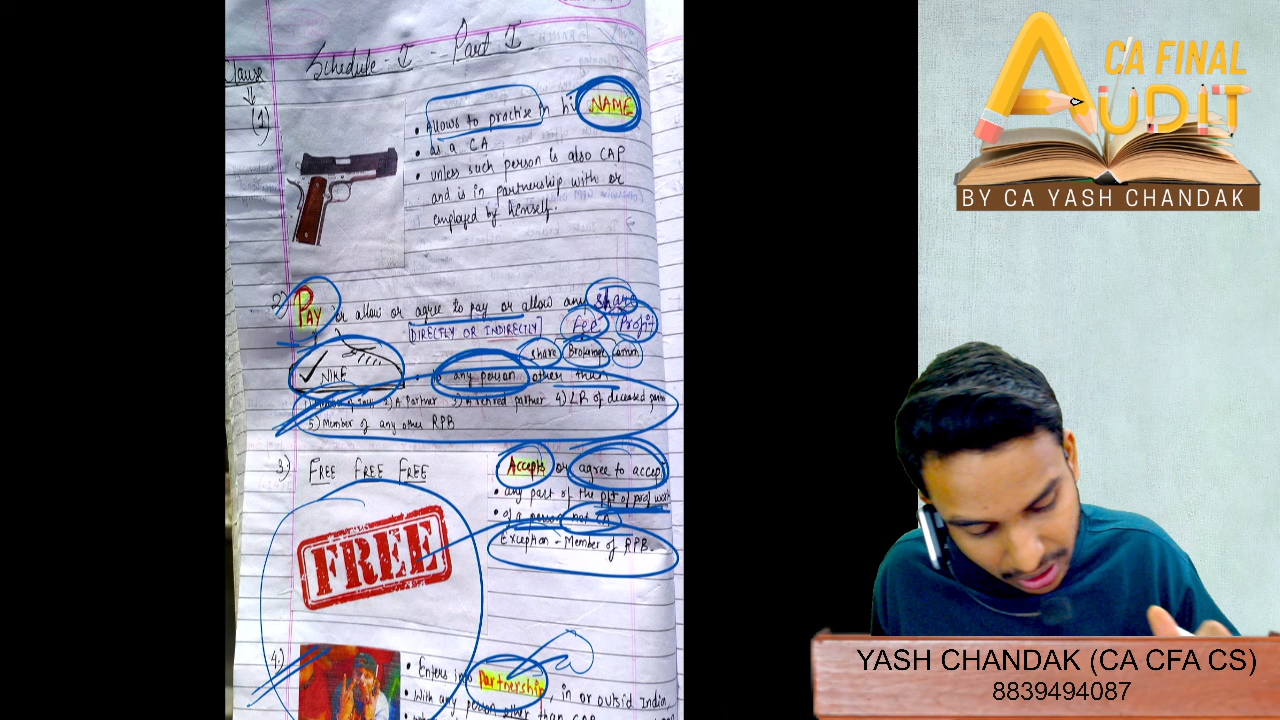 Schedule - I - Part I
Clause
(1)
• Allows to practise in his NAME
• as a CA
• unless such person is also CAP
and is in partnership with or
employed by himself.
2) PAY or allow or agree to pay or allow any share
DIRECTLY OR INDIRECTLY Fee Profit
share Brokerage comm
NIKE any person other than
2) A Partner partner 4) LR of deceased
5) Member of any other RPB
3) FREE FREE FREE
Accepts or agree to accept
• any part of the pft of prof work
• of a person not CA
Exception - Member of RPB.
FREE
4) • Enters into Partnership, in or outsid India
• With any person other than CAP
CA FINAL
AUDIT
BY CA YASH CHANDAK
YASH CHANDAK (CA CFA CS)
8839494087